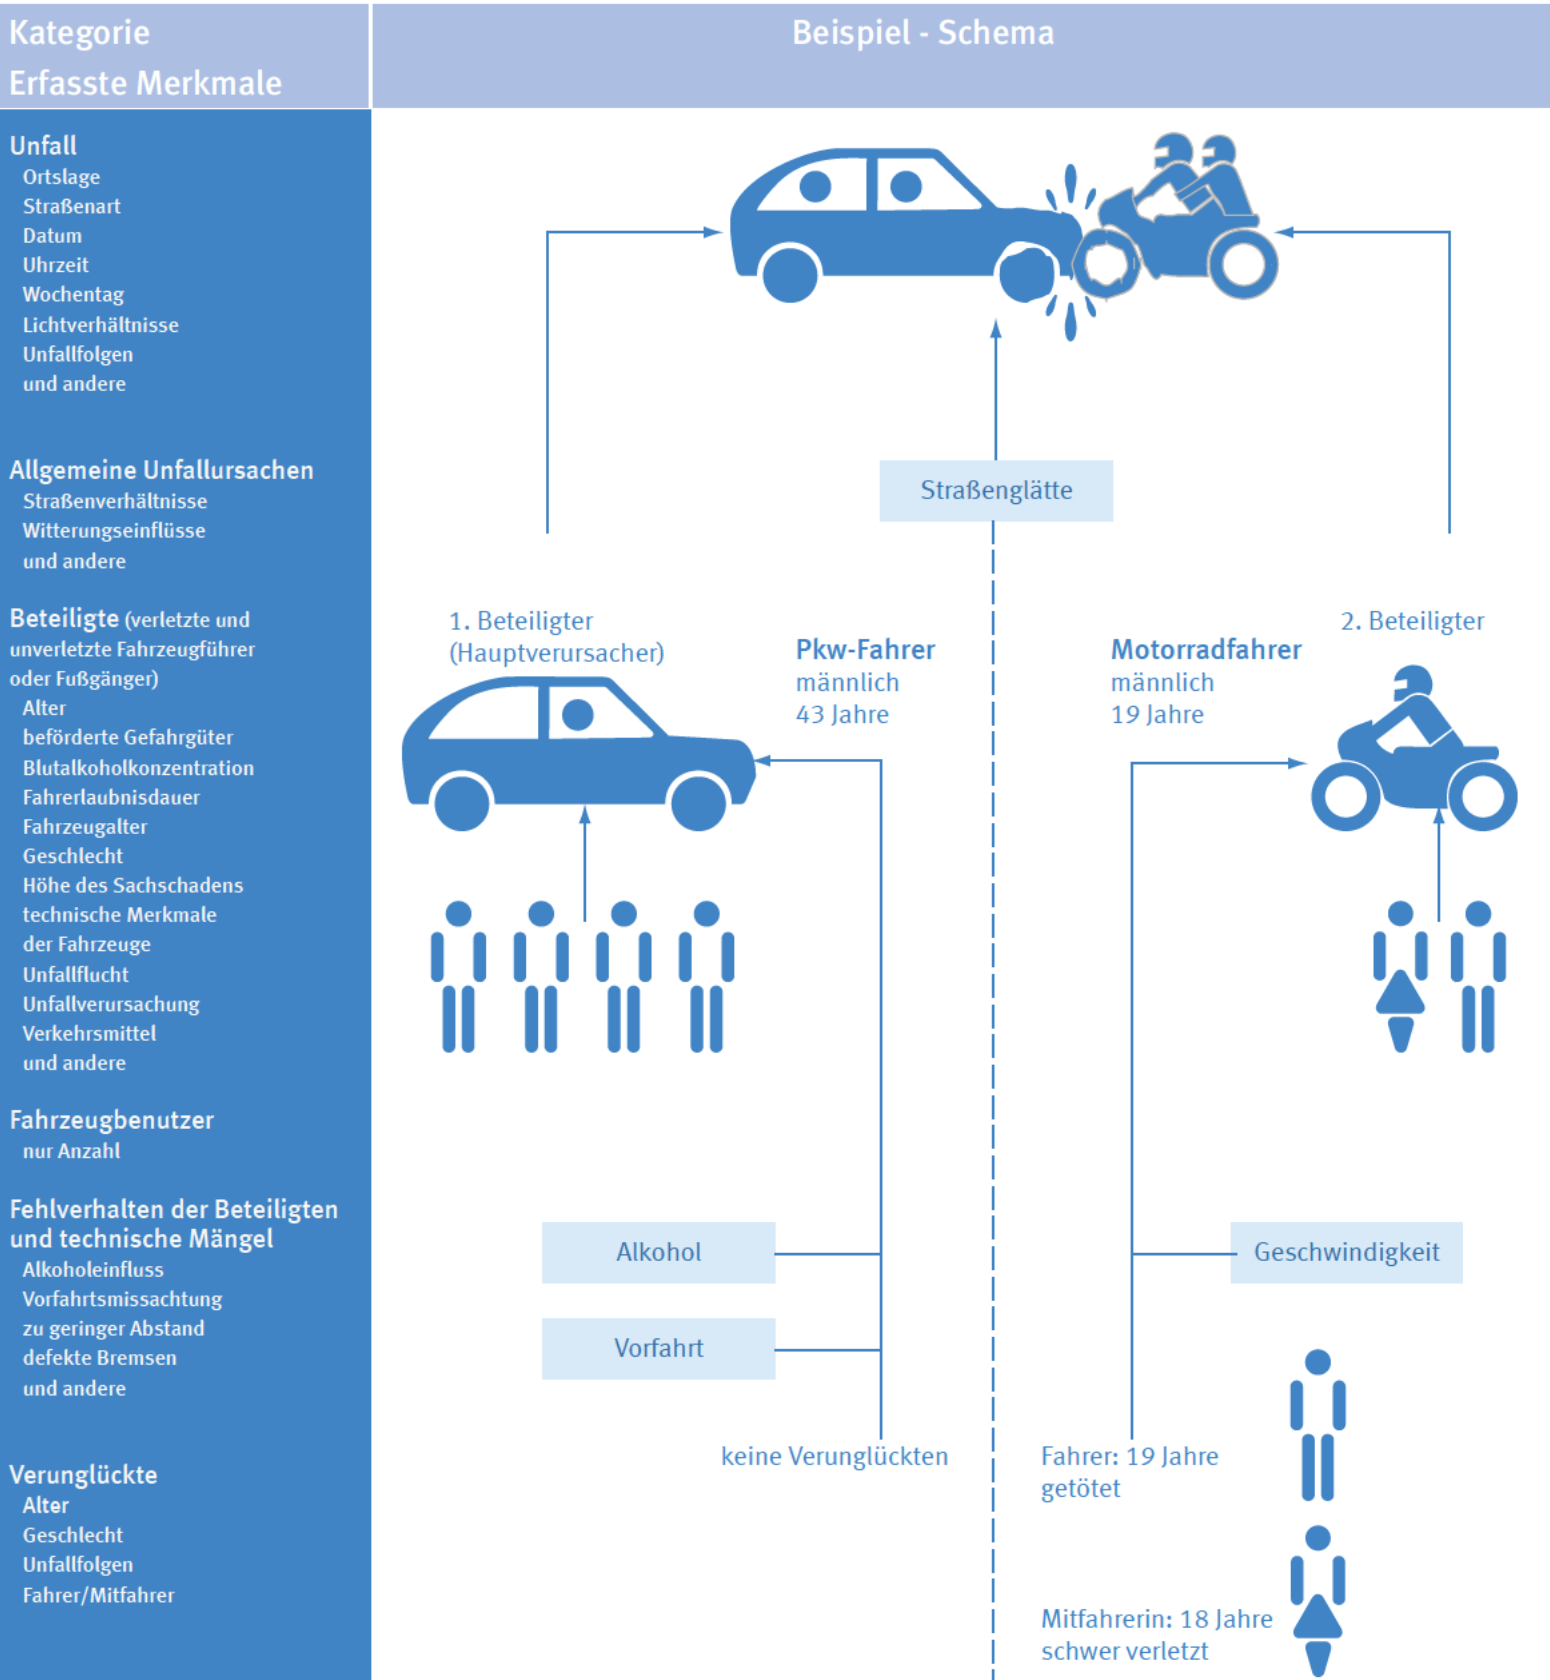 Kategorie
Erfasste Merkmale
Beispiel - Schema
Unfall
Ortslage
Straßenart
Datum
Uhrzeit
Wochentag
Lichtverhältnisse
Unfallfolgen
und andere
Allgemeine Unfallursachen
Straßenverhältnisse
Witterungseinflüsse
und andere
Beteiligte (verletzte und
unverletzte Fahrzeugführer
oder Fußgänger)
Alter
beförderte Gefahrgüter
Blutalkoholkonzentration
Fahrerlaubnisdauer
Fahrzeugalter
Geschlecht
Höhe des Sachschadens
technische Merkmale
der Fahrzeuge
Unfallflucht
Unfallverursachung
Verkehrsmittel
und andere
Fahrzeugbenutzer
nur Anzahl
Fehlverhalten der Beteiligten
und technische Mängel
Alkoholeinfluss
Vorfahrtsmissachtung
zu geringer Abstand
defekte Bremsen
und andere
Verunglückte
Alter
Geschlecht
Unfallfolgen
Fahrer/Mitfahrer
Straßenglätte
1. Beteiligter
(Hauptverursacher)
Pkw-Fahrer
männlich
43 Jahre
Motorradfahrer
männlich
19 Jahre
2. Beteiligter
Alkohol
Vorfahrt
keine Verunglückten
Geschwindigkeit
Fahrer: 19 Jahre
getötet
Mitfahrerin: 18 Jahre
schwer verletzt